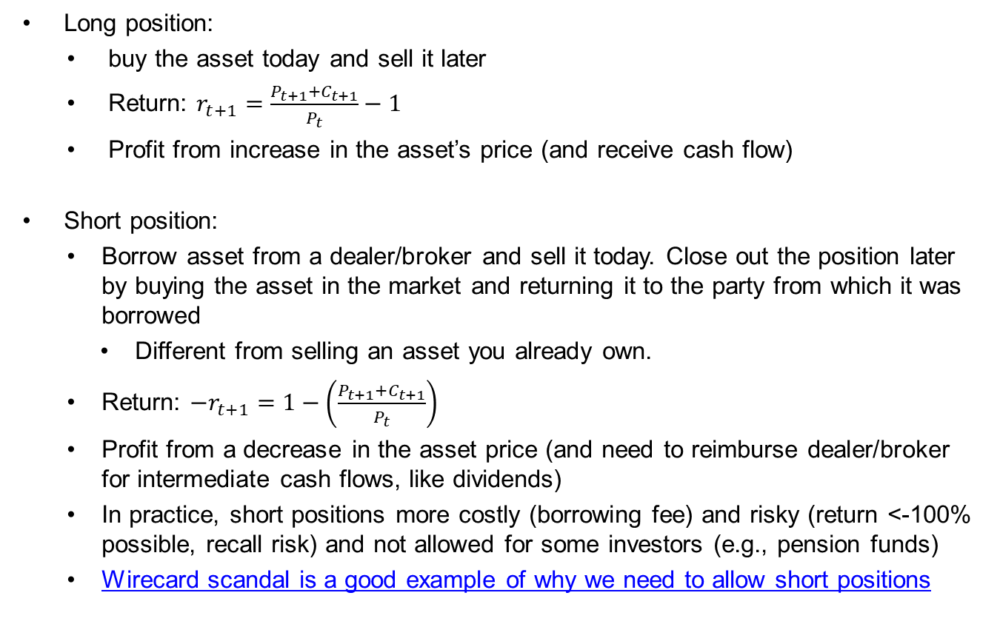 • Long position:
• buy the asset today and sell it later
• Return: $r_{t+1} = \frac{P_{t+1}+C_{t+1}}{P_t} - 1$
• Profit from increase in the asset’s price (and receive cash flow)
• Short position:
• Borrow asset from a dealer/broker and sell it today. Close out the position later
by buying the asset in the market and returning it to the party from which it was
borrowed
• Different from selling an asset you already own.
• Return: $-r_{t+1} = 1 - \left(\frac{P_{t+1}+C_{t+1}}{P_t}\right)$
• Profit from a decrease in the asset price (and need to reimburse dealer/broker
for intermediate cash flows, like dividends)
• In practice, short positions more costly (borrowing fee) and risky (return <-100%
possible, recall risk) and not allowed for some investors (e.g., pension funds)
• Wirecard scandal is a good example of why we need to allow short positions